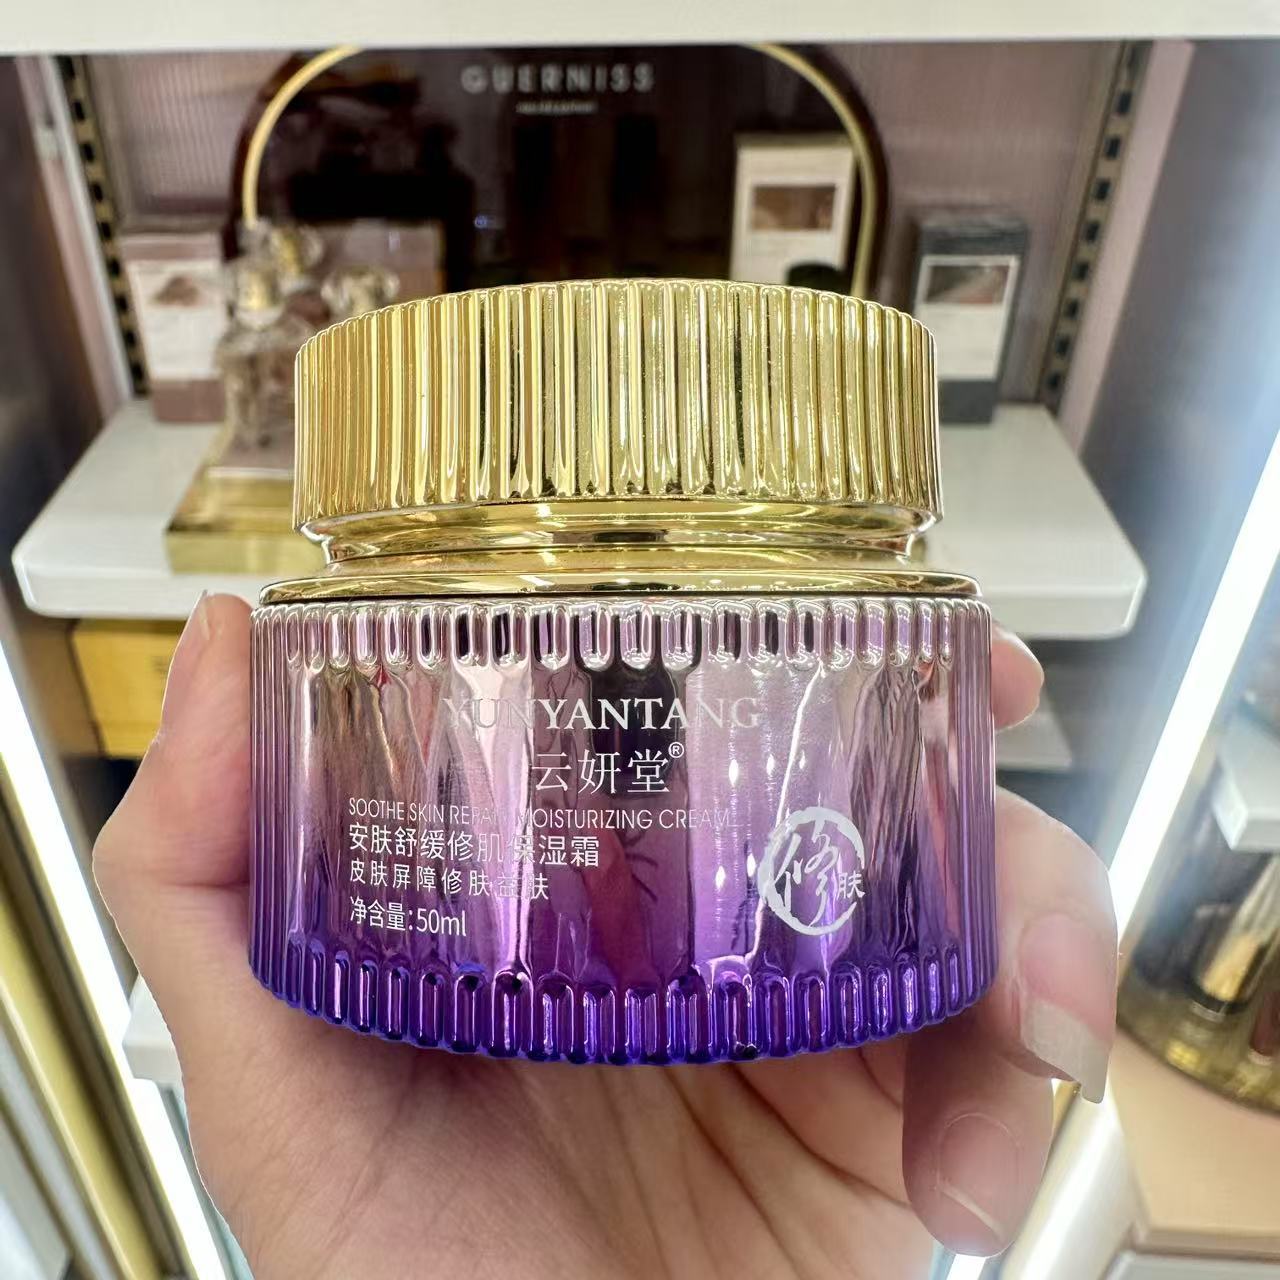 GUERNISS
YUNYANTANG
云妍堂®
SOOTHE SKIN REPAIR MOISTURIZING CREAM
安肤舒缓修肌保湿霜
皮肤屏障修肤益肤
净含量:50ml
修肤